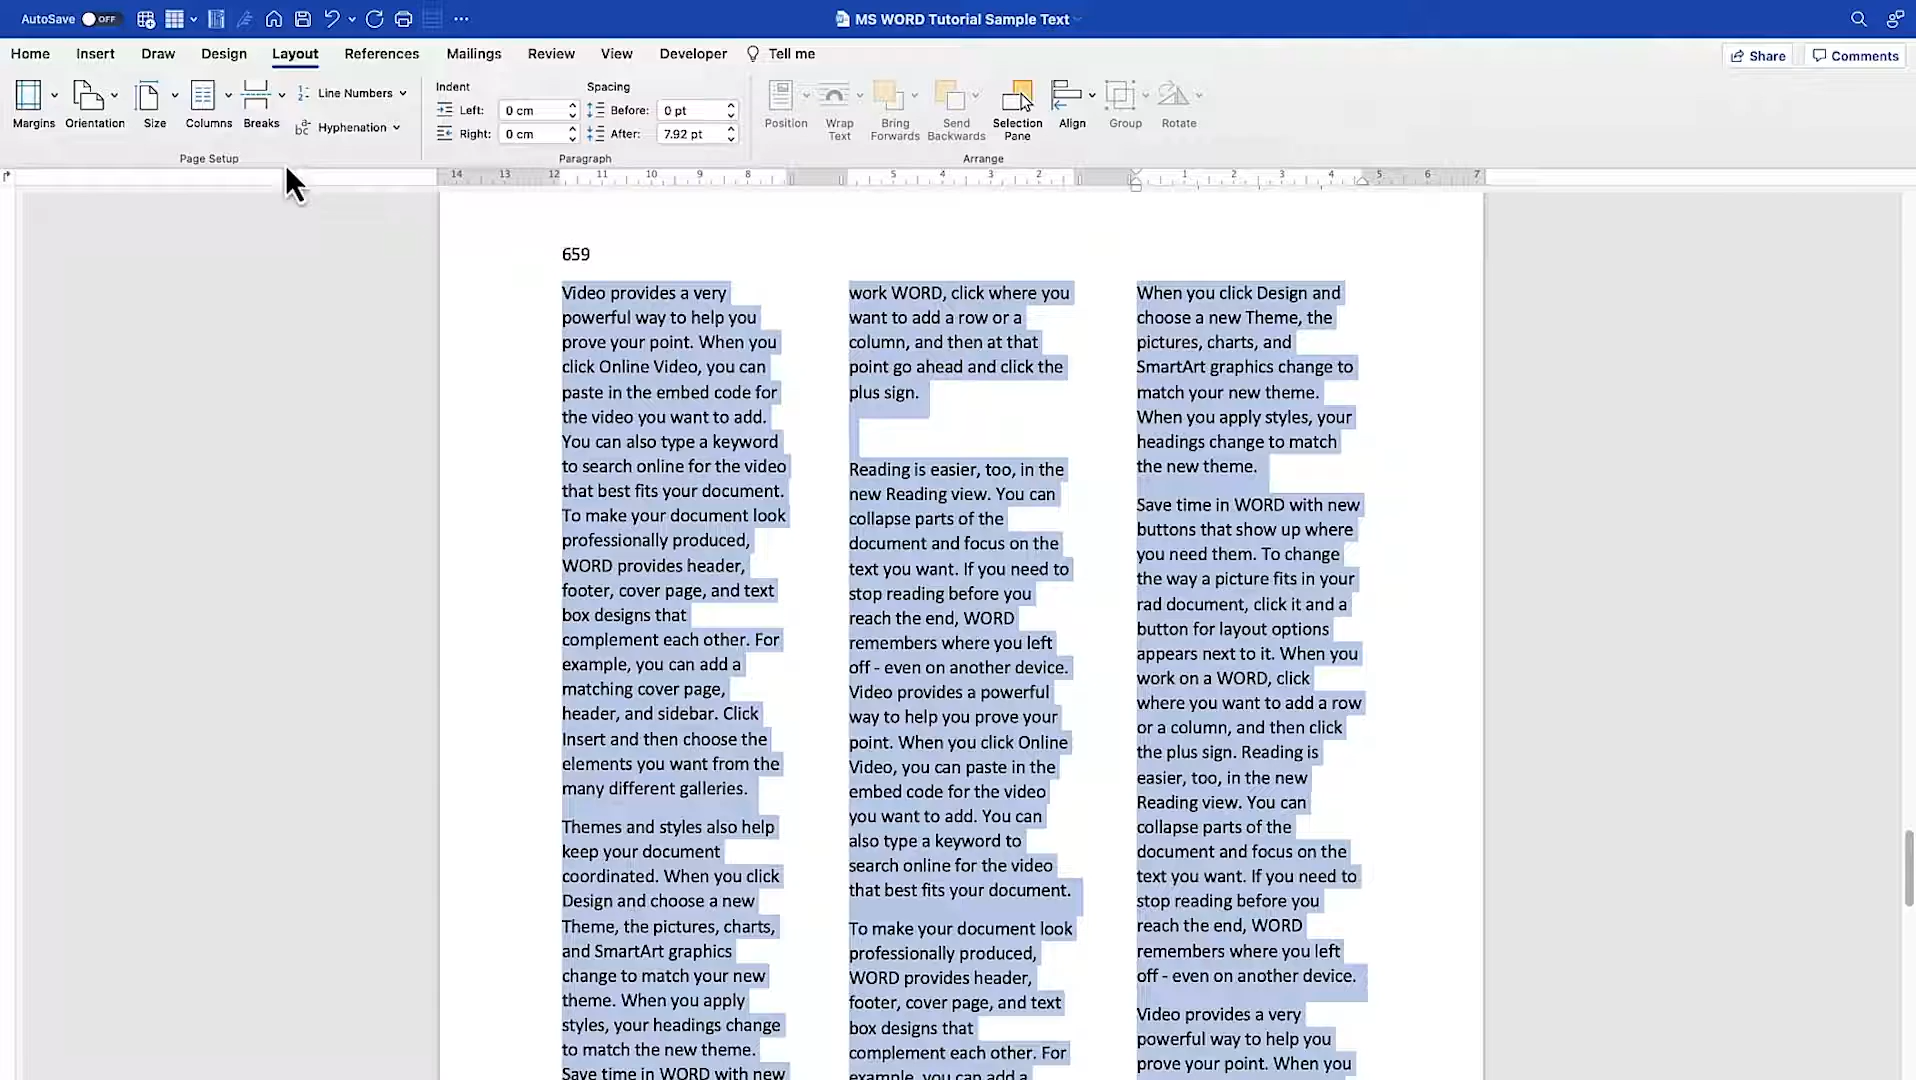 AutoSave OFF
MS WORD Tutorial Sample Text
Home Insert Draw Design Layout References Mailings Review View Developer Tell me Share Comments
Margins Orientation Size Columns Breaks
Line Numbers
Hyphenation
Page Setup
Indent
Left: 0 cm
Right: 0 cm
Spacing
Before: 0 pt
After: 7.92 pt
Paragraph
Position
Wrap
Text
Bring
Forwards
Send
Backwards
Selection
Pane
Align
Group
Rotate
Arrange
14 13 12 11 10 9 8 5 4 3 2 1 2 3 4 5 6 7
659
Video provides a very
powerful way to help you
prove your point. When you
click Online Video, you can
paste in the embed code for
the video you want to add.
You can also type a keyword
to search online for the video
that best fits your document.
To make your document look
professionally produced,
WORD provides header,
footer, cover page, and text
box designs that
complement each other. For
example, you can add a
matching cover page,
header, and sidebar. Click
Insert and then choose the
elements you want from the
many different galleries.
Themes and styles also help
keep your document
coordinated. When you click
Design and choose a new
Theme, the pictures, charts,
and SmartArt graphics
change to match your new
theme. When you apply
styles, your headings change
to match the new theme.
Save time in WORD with new
work WORD, click where you
want to add a row or a
column, and then at that
point go ahead and click the
plus sign.
Reading is easier, too, in the
new Reading view. You can
collapse parts of the
document and focus on the
text you want. If you need to
stop reading before you
reach the end, WORD
remembers where you left
off - even on another device.
Video provides a powerful
way to help you prove your
point. When you click Online
Video, you can paste in the
embed code for the video
you want to add. You can
also type a keyword to
search online for the video
that best fits your document.
To make your document look
professionally produced,
WORD provides header,
footer, cover page, and text
box designs that
complement each other. For
example, you can add a
When you click Design and
choose a new Theme, the
pictures, charts, and
SmartArt graphics change to
match your new theme.
When you apply styles, your
headings change to match
the new theme.
Save time in WORD with new
buttons that show up where
you need them. To change
the way a picture fits in your
rad document, click it and a
button for layout options
appears next to it. When you
work on a WORD, click
where you want to add a row
or a column, and then click
the plus sign. Reading is
easier, too, in the new
Reading view. You can
collapse parts of the
document and focus on the
text you want. If you need to
stop reading before you
reach the end, WORD
remembers where you left
off - even on another device.
Video provides a very
powerful way to help you
prove your point. When you